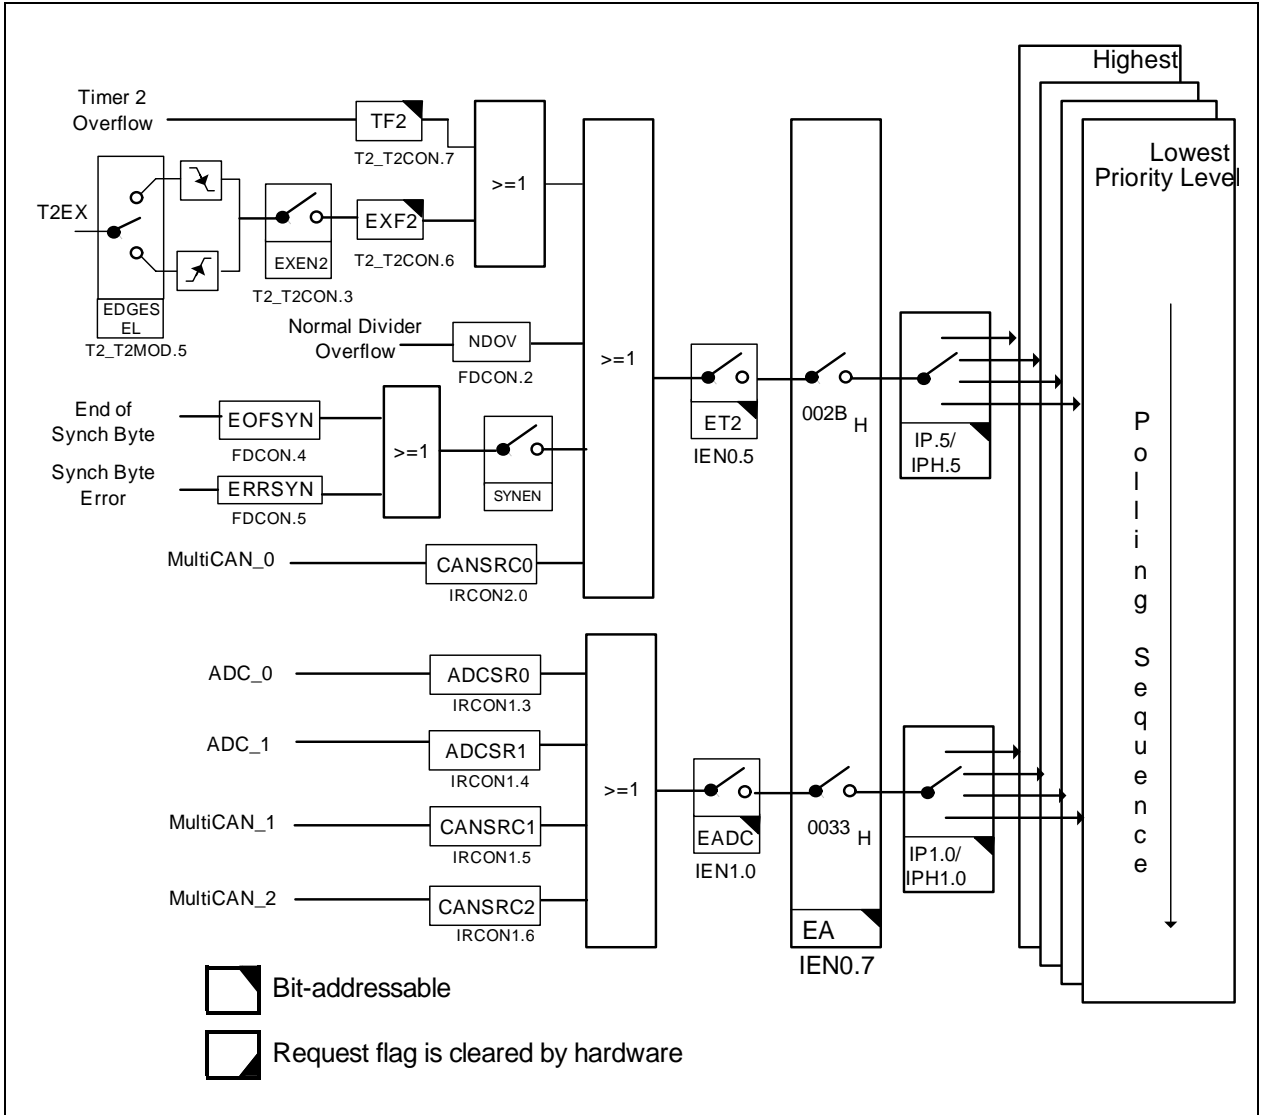 Highest
Lowest
Priority Level
Timer 2
Overflow
TF2
T2_T2CON.7
>=1
T2EX
EDGES
EL
T2_T2MOD.5
EXEN2
T2_T2CON.3
EXF2
T2_T2CON.6
Normal Divider
Overflow
NDOV
FDCON.2
>=1
End of
Synch Byte
EOFSYN
FDCON.4
Synch Byte
Error
ERRSYN
FDCON.5
>=1
SYNEN
MultiCAN_0
CANSRC0
IRCON2.0
ET2
IEN0.5
002B H
IP.5/
IPH.5
ADC_0
ADCSR0
IRCON1.3
ADC_1
ADCSR1
IRCON1.4
MultiCAN_1
CANSRC1
IRCON1.5
MultiCAN_2
CANSRC2
IRCON1.6
>=1
EADC
IEN1.0
0033 H
IP1.0/
IPH1.0
EA
IEN0.7
Polling Sequence
Bit-addressable
Request flag is cleared by hardware